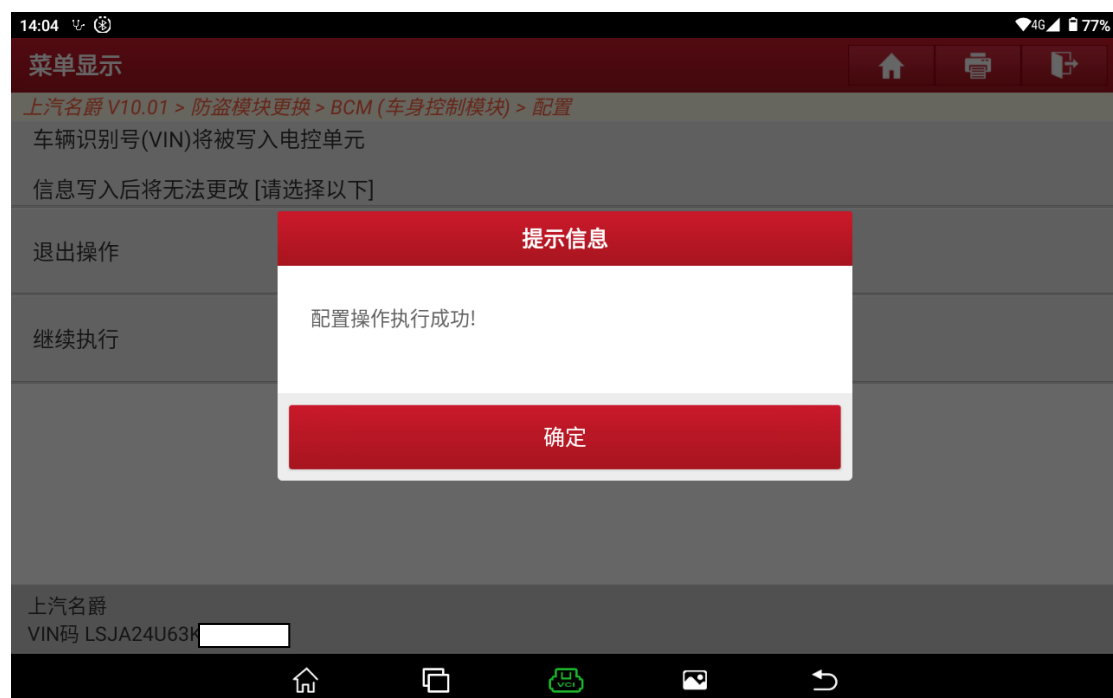 14:04
4G 77%
菜单显示
上汽名爵 V10.01 > 防盗模块更换 > BCM (车身控制模块) > 配置
车辆识别号(VIN)将被写入电控单元
信息写入后将无法更改 [请选择以下]
提示信息
退出操作
配置操作执行成功!
继续执行
确定
上汽名爵
VIN码 LSJA24U63K
VCI